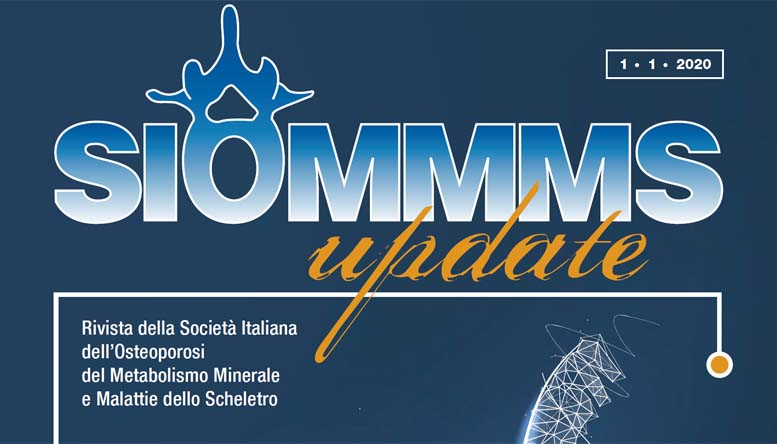 1 • 1 • 2020
SIOMMMS
update
Rivista della Società Italiana
dell'Osteoporosi
del Metabolismo Minerale
e Malattie dello Scheletro